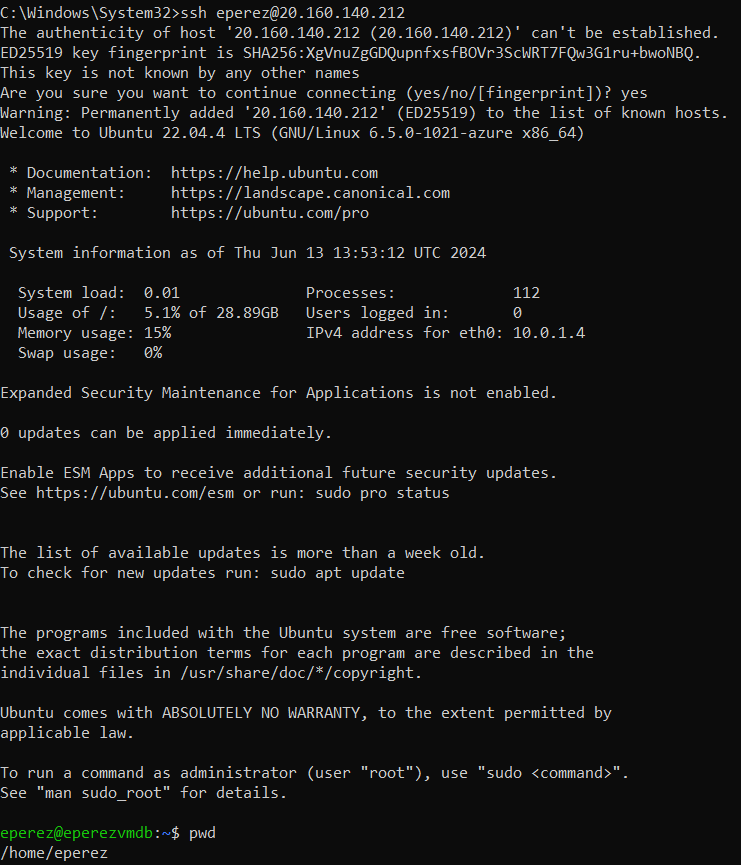 C:\Windows\System32>ssh eperez@20.160.140.212
The authenticity of host '20.160.140.212 (20.160.140.212)' can't be established.
ED25519 key fingerprint is SHA256:XgVnuZgGDQupnfxsfBOVr3ScWRT7FQw3G1ru+bwoNBQ.
This key is not known by any other names
Are you sure you want to continue connecting (yes/no/[fingerprint])? yes
Warning: Permanently added '20.160.140.212' (ED25519) to the list of known hosts.
Welcome to Ubuntu 22.04.4 LTS (GNU/Linux 6.5.0-1021-azure x86_64)

 * Documentation:  https://help.ubuntu.com
 * Management:     https://landscape.canonical.com
 * Support:        https://ubuntu.com/pro

 System information as of Thu Jun 13 13:53:12 UTC 2024

  System load:  0.01              Processes:             112
  Usage of /:   5.1% of 28.89GB   Users logged in:       0
  Memory usage: 15%               IPv4 address for eth0: 10.0.1.4
  Swap usage:   0%

Expanded Security Maintenance for Applications is not enabled.

0 updates can be applied immediately.

Enable ESM Apps to receive additional future security updates.
See https://ubuntu.com/esm or run: sudo pro status


The list of available updates is more than a week old.
To check for new updates run: sudo apt update


The programs included with the Ubuntu system are free software;
the exact distribution terms for each program are described in the
individual files in /usr/share/doc/*/copyright.

Ubuntu comes with ABSOLUTELY NO WARRANTY, to the extent permitted by
applicable law.

To run a command as administrator (user "root"), use "sudo <command>".
See "man sudo_root" for details.

eperez@eperezvmdb:~$ pwd
/home/eperez